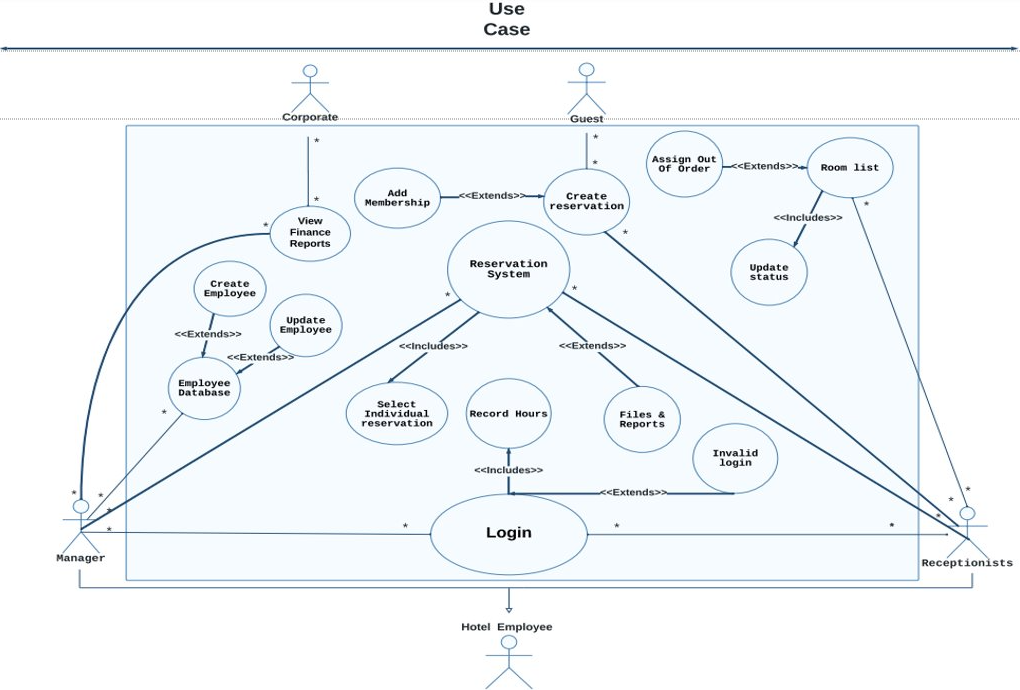 Use
Case
Corporate
Guest
*
*
*
*
Assign Out
Of Order
<<Extends>>
Room list
Add
Membership
<<Extends>>
Create
reservation
*
*
View
Finance
Reports
*
<<Includes>>
Update
status
Reservation
System
*
*
Create
Employee
Update
Employee
<<Extends>>
<<Extends>>
Employee
Database
*
<<Includes>>
<<Extends>>
Select
Individual
reservation
Record Hours
Files &
Reports
Invalid
login
<<Includes>>
<<Extends>>
*
*
*
*
*
*
*
Login
*
*
*
Manager
Receptionists
Hotel Employee